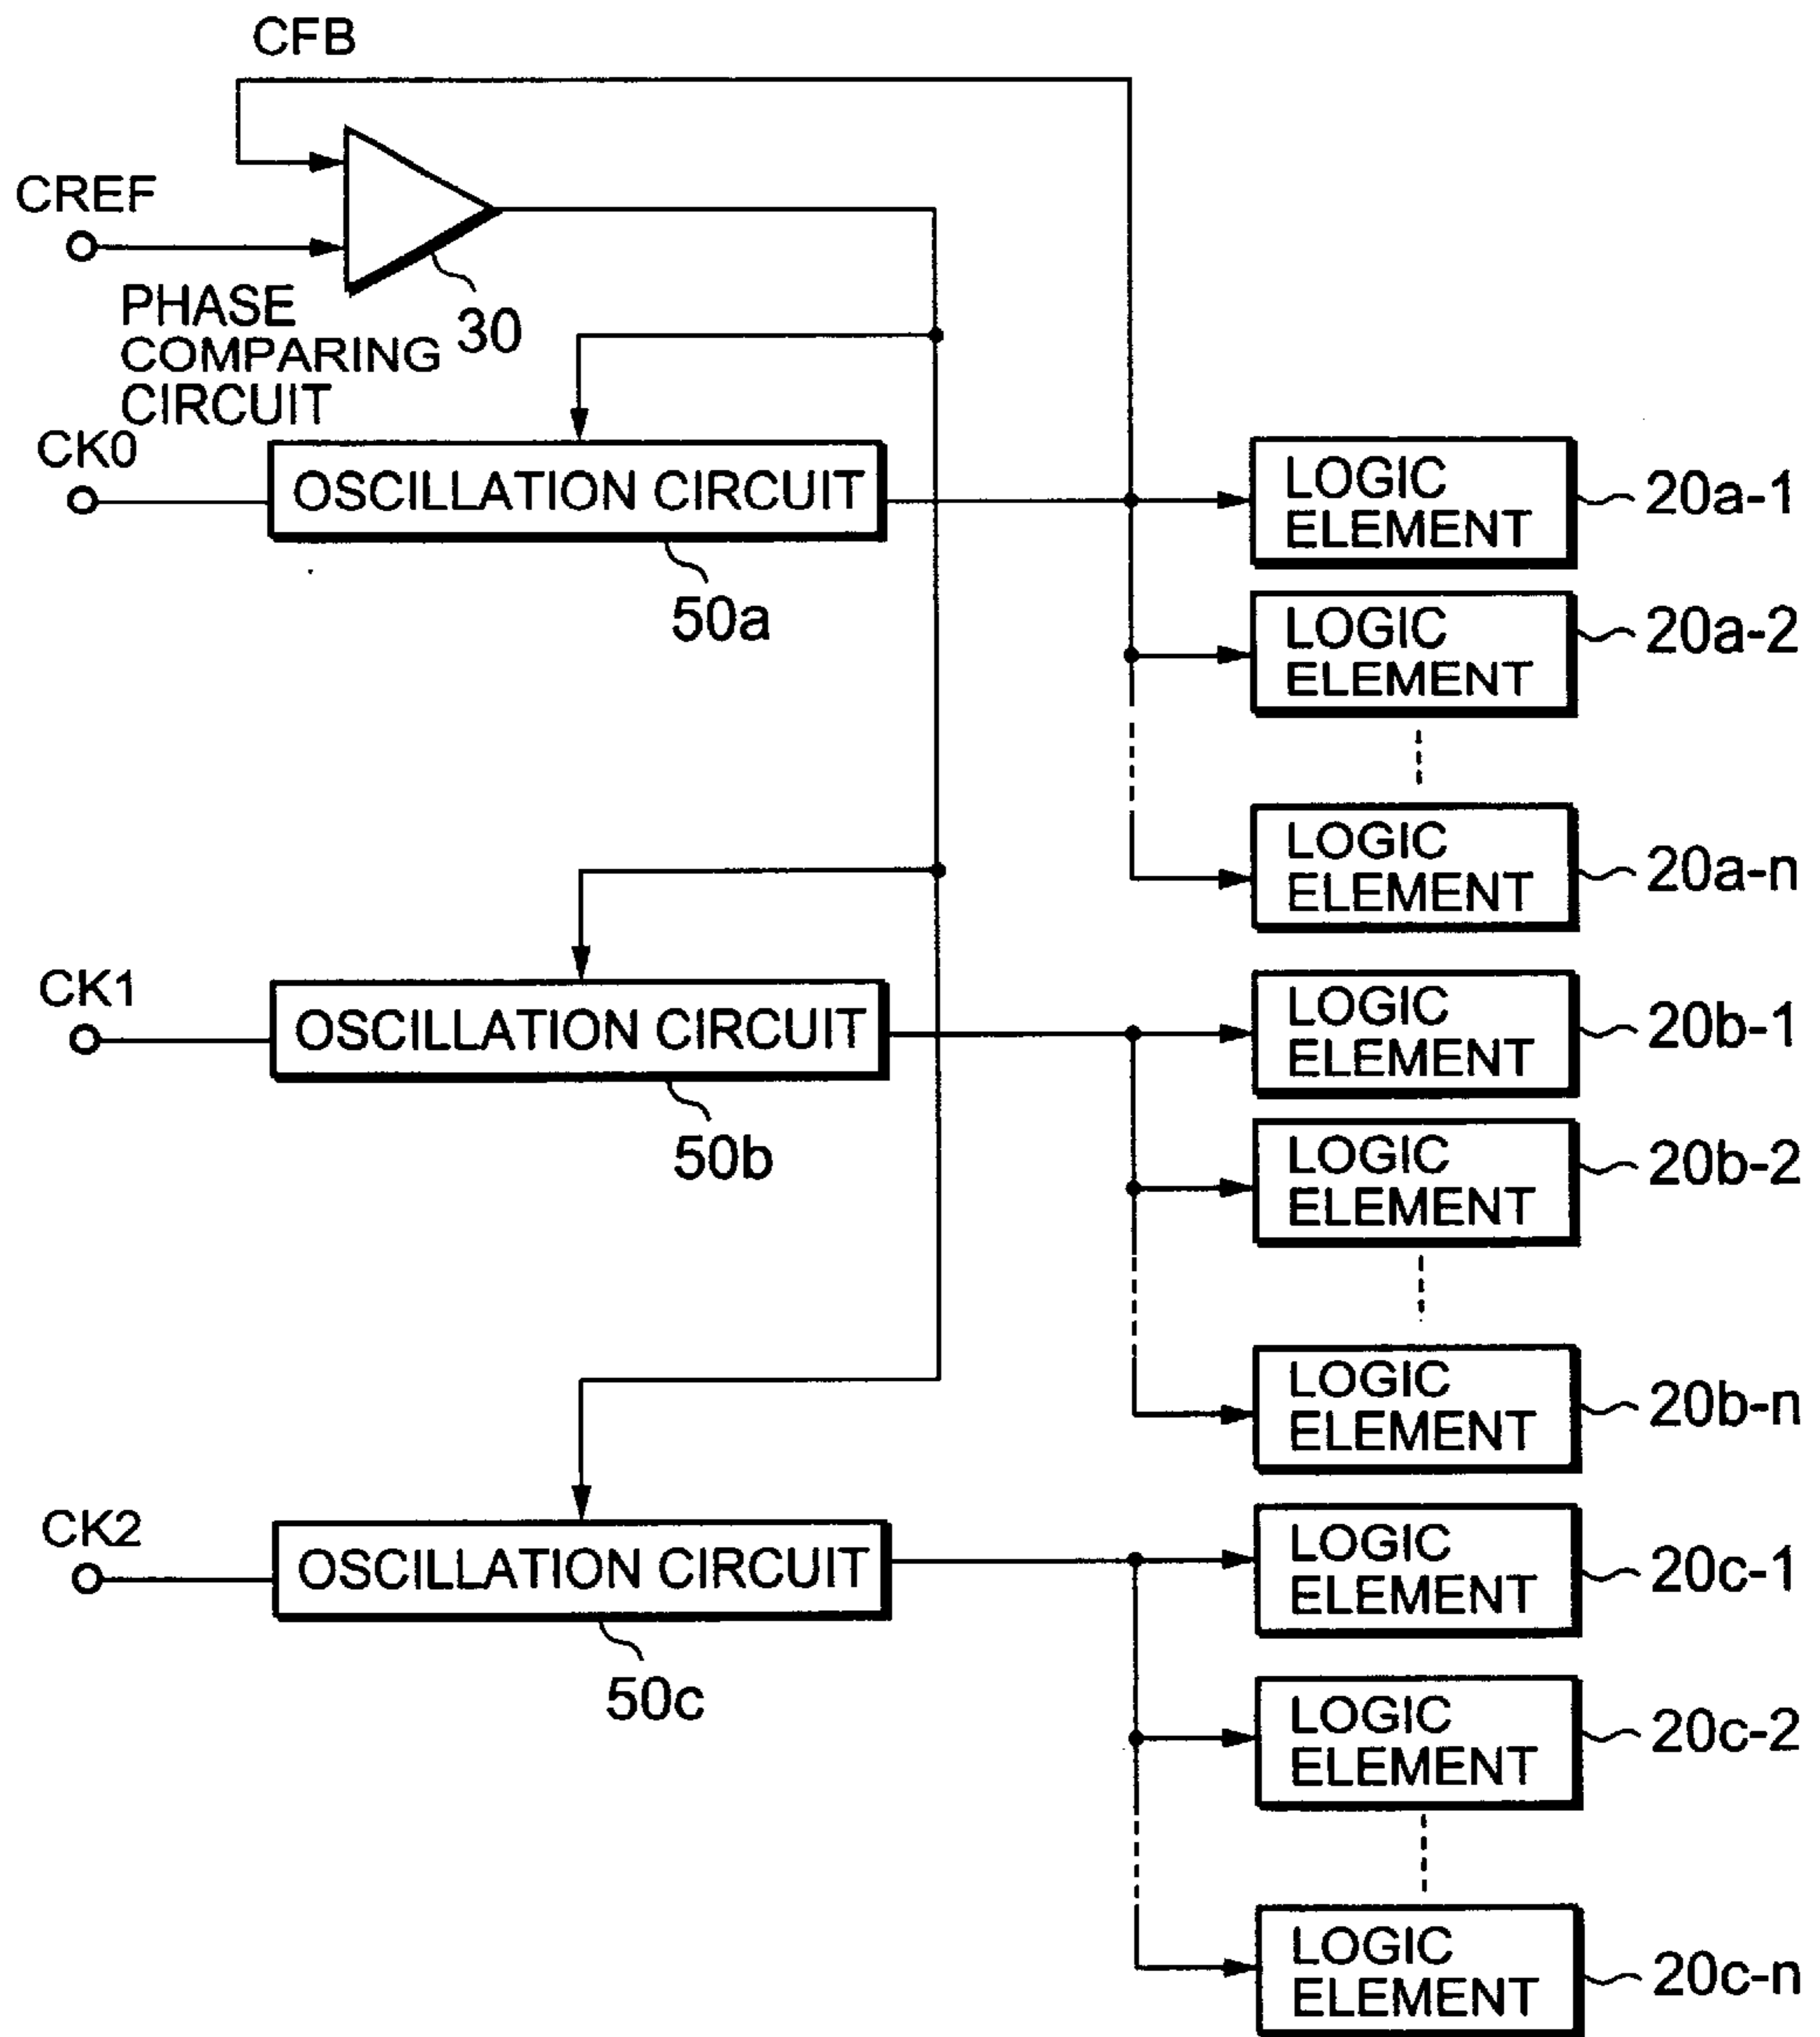 CFB
CREF
PHASE
COMPARING
CIRCUIT
30
CK0
OSCILLATION CIRCUIT
50a
LOGIC
ELEMENT
20a-1
LOGIC
ELEMENT
20a-2
LOGIC
ELEMENT
20a-n
CK1
OSCILLATION CIRCUIT
50b
LOGIC
ELEMENT
20b-1
LOGIC
ELEMENT
20b-2
LOGIC
ELEMENT
20b-n
CK2
OSCILLATION CIRCUIT
50c
LOGIC
ELEMENT
20c-1
LOGIC
ELEMENT
20c-2
LOGIC
ELEMENT
20c-n